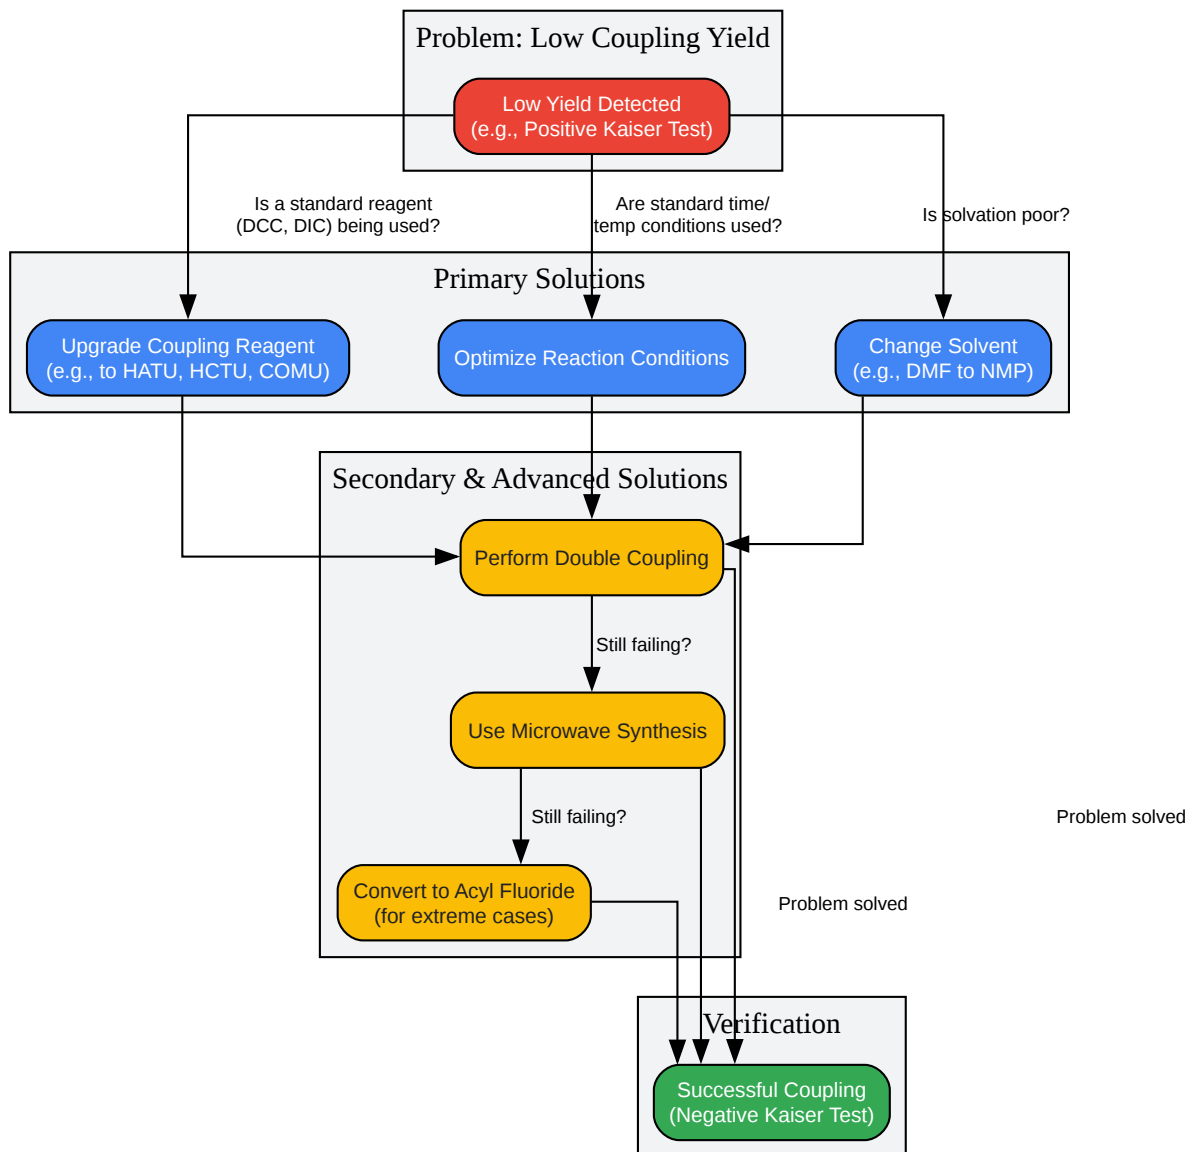 Problem: Low Coupling Yield
Low Yield Detected
(e.g., Positive Kaiser Test)
Is a standard reagent
(DCC, DIC) being used?
Are standard time/
temp conditions used?
Is solvation poor?
Primary Solutions
Upgrade Coupling Reagent
(e.g., to HATU, HCTU, COMU)
Optimize Reaction Conditions
Change Solvent
(e.g., DMF to NMP)
Secondary & Advanced Solutions
Perform Double Coupling
Still failing?
Use Microwave Synthesis
Still failing?
Problem solved
Convert to Acyl Fluoride
(for extreme cases)
Problem solved
Verification
Successful Coupling
(Negative Kaiser Test)